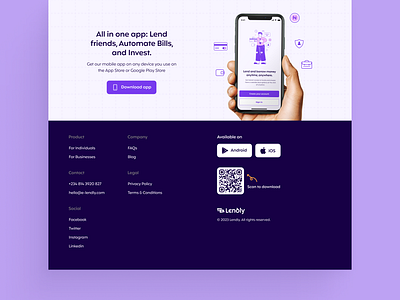 All in one app: Lend
friends, Automate Bills,
and Invest.
Get our mobile app on any device you use on
the App Store or Google Play Store
Download app
Lend and borrow money
anytime, anywhere.
Product
For Individuals
For Businesses
Company
FAQs
Blog
Contact
+234 814 3920 827
hello@e-lendly.com
Legal
Privacy Policy
Terms & Conditions
Social
Facebook
Twitter
Instagram
LinkedIn
Available on
Android
iOS
Scan to download
Lendly
© 2023 Lendly. All rights reserved.